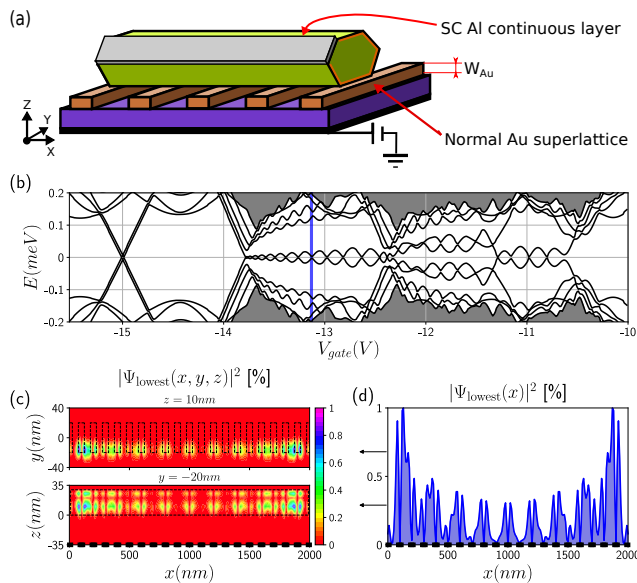 (a)
SC Al continuous layer
W_Au
Normal Au superlattice
Z
Y
X
(b)
E(meV)
0.2
0.1
0
−0.1
−0.2
−15 −14 −13 −12 −11 −10
V_gate(V)
|Ψ_lowest(x, y, z)|² [%]
(c)
z = 10nm
y(nm)
40
0
−40
y = −20nm
z(nm)
35
0
−35
0 500 1000 1500 2000
x(nm)
1
0.8
0.6
0.4
0.2
0
|Ψ_lowest(x)|² [%]
(d)
1
0.5
0
0 500 1000 1500 2000
x(nm)